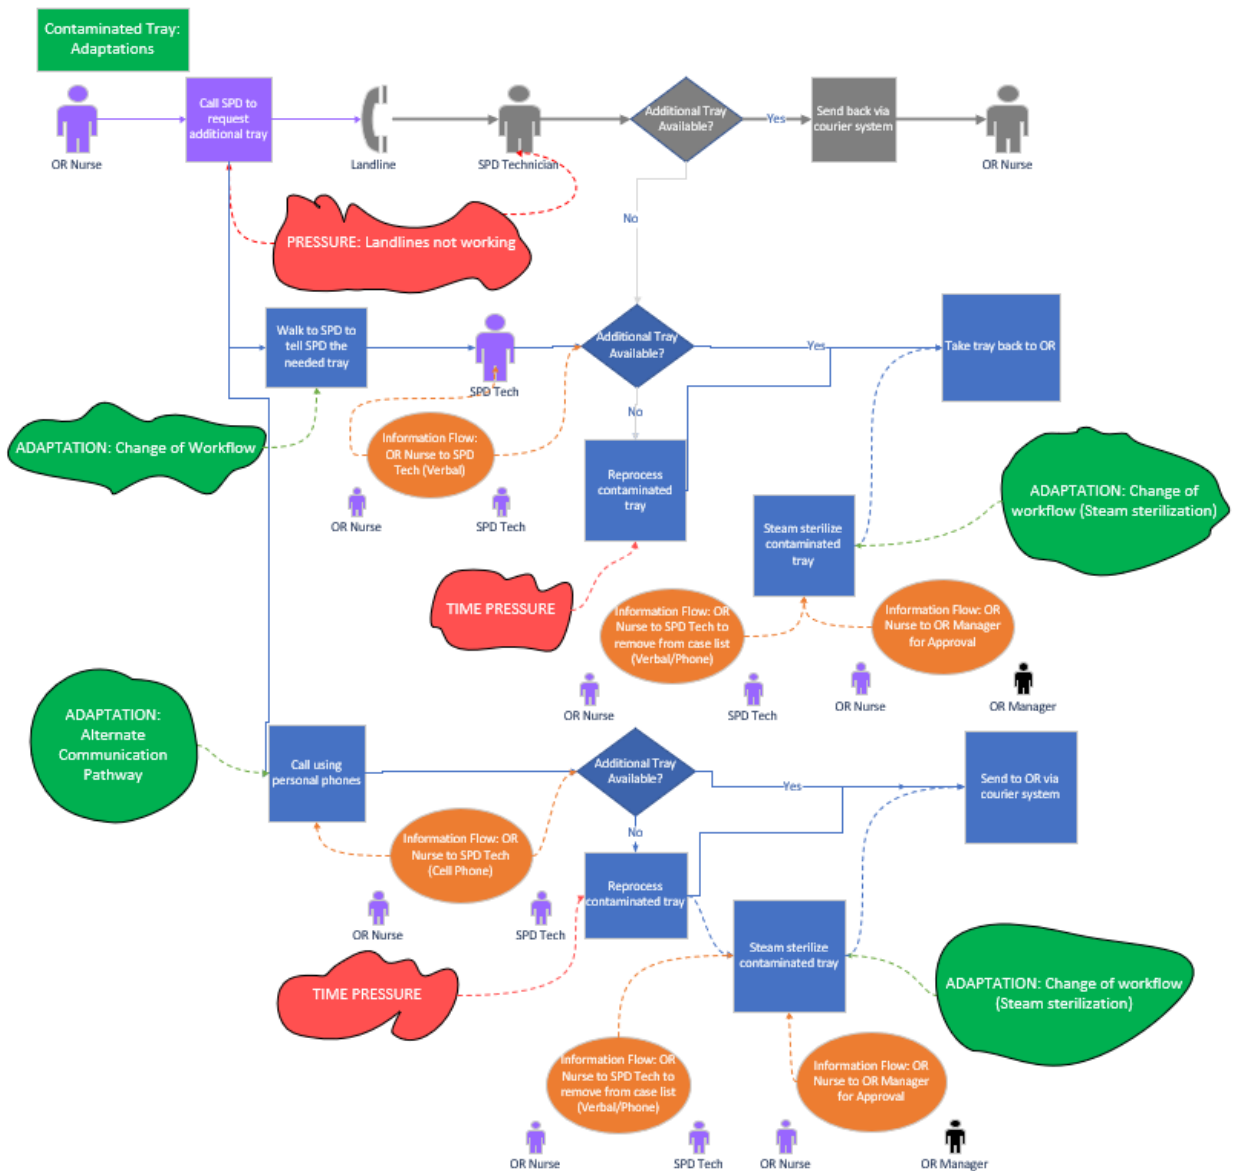 Contaminated Tray:
Adaptations
OR Nurse
Call SPD to
request
additional tray
Landline
SPD Technician
Additional Tray
Available?
Yes
Send back via
courier system
OR Nurse
No
PRESSURE: Landlines not working
Walk to SPD to
tell SPD the
needed tray
SPD Tech
Additional Tray
Available?
Yes
Take tray back to OR
No
ADAPTATION: Change of Workflow
Information Flow:
OR Nurse to SPD
Tech (Verbal)
OR Nurse
SPD Tech
Reprocess
contaminated
tray
Steam sterilize
contaminated
tray
ADAPTATION: Change of
workflow (Steam sterilization)
TIME PRESSURE
Information Flow: OR
Nurse to SPD Tech to
remove from case list
(Verbal/Phone)
Information Flow: OR
Nurse to OR Manager
for Approval
OR Nurse
SPD Tech
OR Nurse
OR Manager
ADAPTATION:
Alternate
Communication
Pathway
Call using
personal phones
Additional Tray
Available?
Yes
Send to OR via
courier system
No
Information Flow: OR
Nurse to SPD Tech
(Cell Phone)
OR Nurse
SPD Tech
Reprocess
contaminated tray
TIME PRESSURE
Steam sterilize
contaminated tray
ADAPTATION: Change of workflow
(Steam sterilization)
Information Flow: OR
Nurse to SPD Tech to
remove from case list
(Verbal/Phone)
Information Flow: OR
Nurse to OR Manager
for Approval
OR Nurse
SPD Tech
OR Nurse
OR Manager